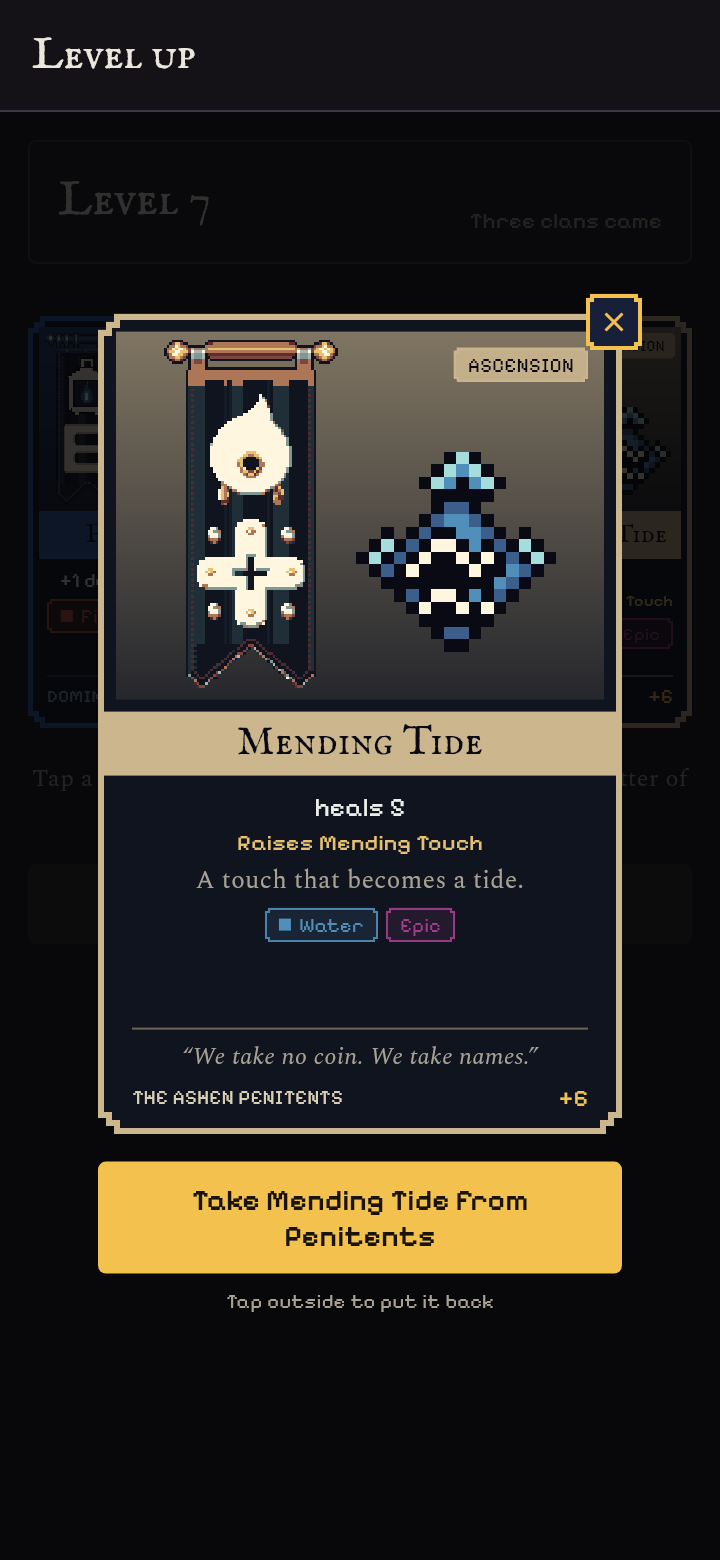 Level up
Level 7
Three clans came
ASCENSION
ION
Mending Tide
Tide
heals 8
+1 d
Raises Mending Touch
Touch
A touch that becomes a tide.
Fi
Water
Epic
Epic
“We take no coin. We take names.”
DOMIN
THE ASHEN PENITENTS
+6
+6
Tap a
tter of
Take Mending Tide from
Penitents
Tap outside to put it back